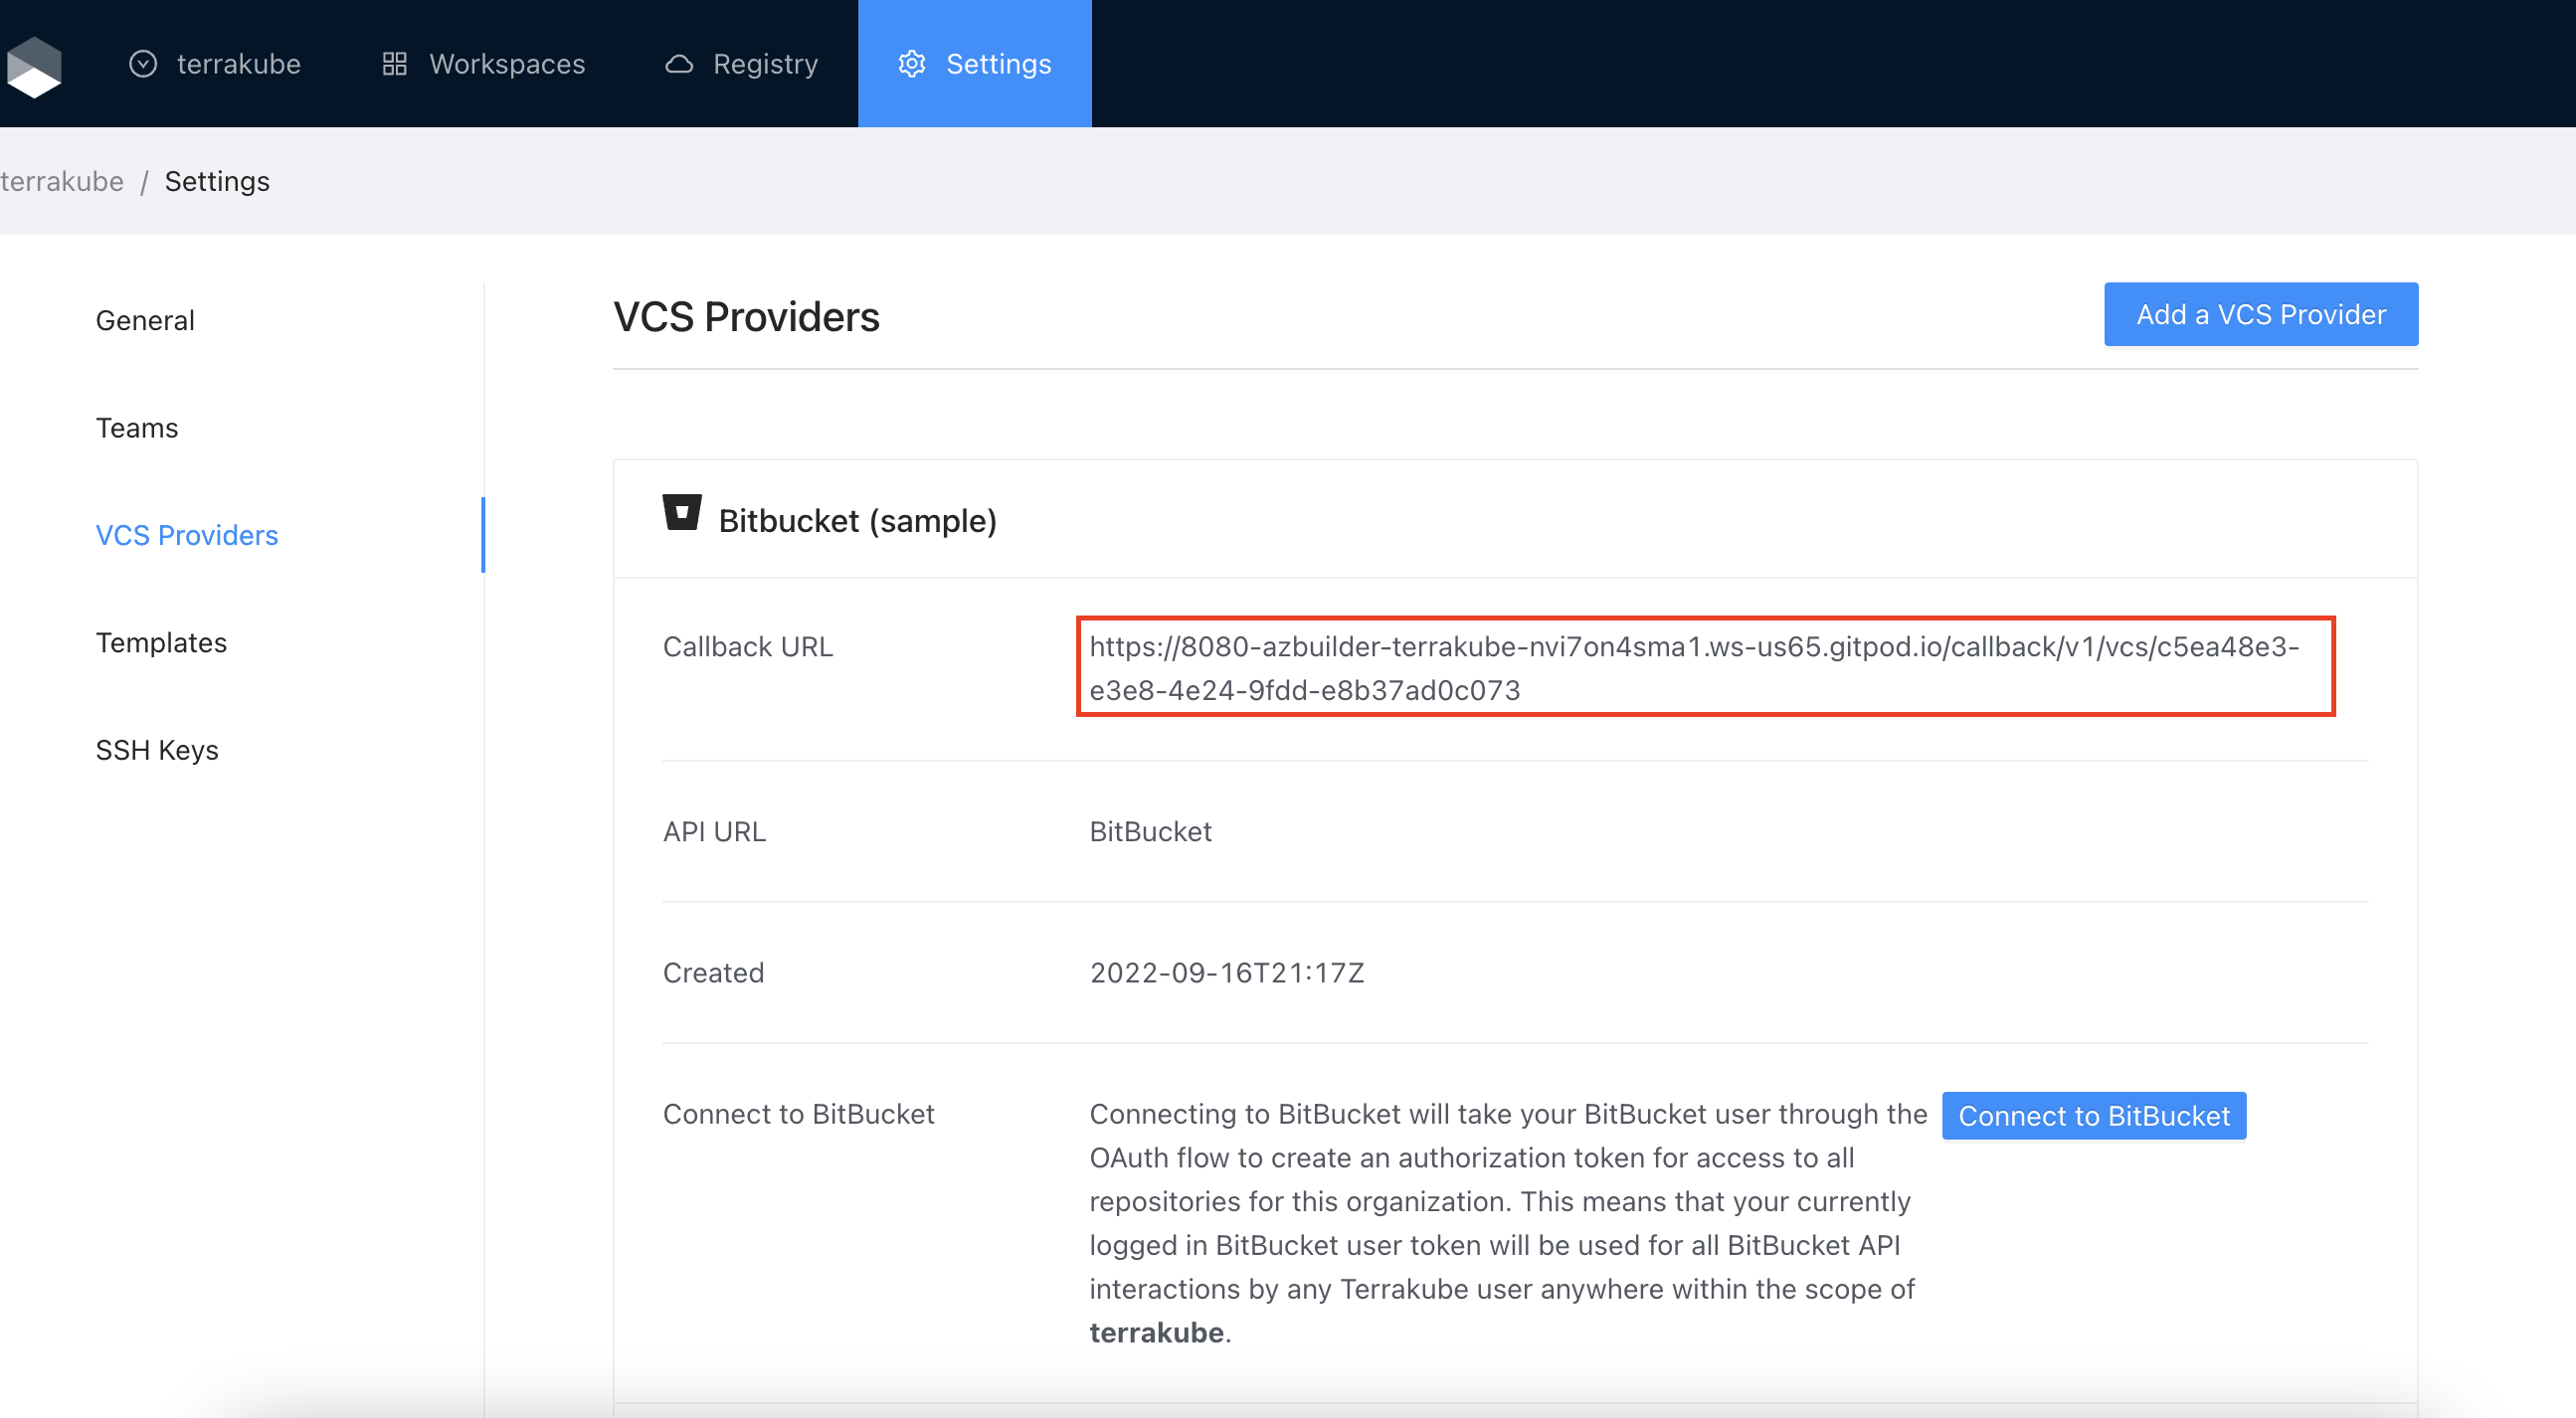 terrakube Workspaces Registry Settings
terrakube / Settings
General
Teams
VCS Providers
Templates
SSH Keys
VCS Providers
Add a VCS Provider
Bitbucket (sample)
Callback URL
https://8080-azbuilder-terrakube-nvi7on4sma1.ws-us65.gitpod.io/callback/v1/vcs/c5ea48e3-
e3e8-4e24-9fdd-e8b37ad0c073
API URL
BitBucket
Created
2022-09-16T21:17Z
Connect to BitBucket
Connecting to BitBucket will take your BitBucket user through the
OAuth flow to create an authorization token for access to all
repositories for this organization. This means that your currently
logged in BitBucket user token will be used for all BitBucket API
interactions by any Terrakube user anywhere within the scope of
terrakube.
Connect to BitBucket